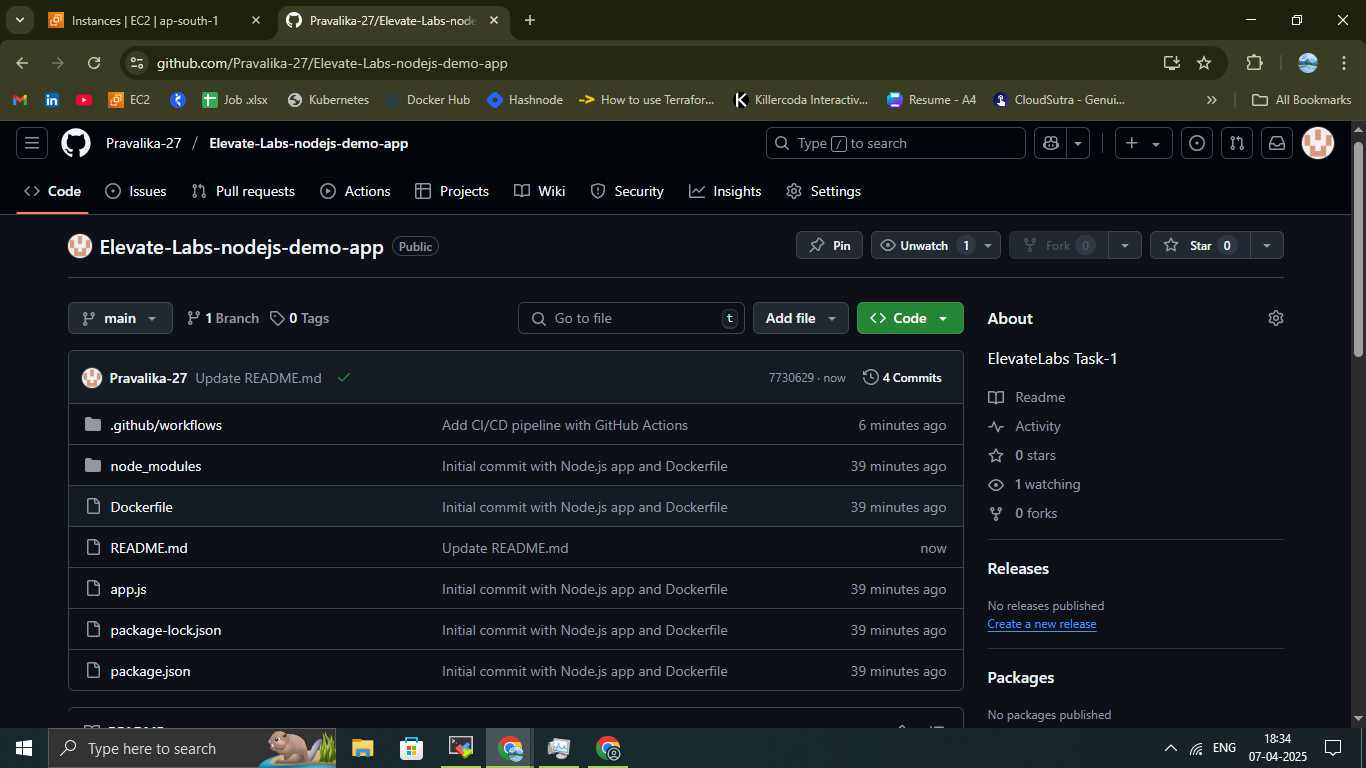 Instances | EC2 | ap-south-1
Pravalika-27/Elevate-Labs-node
github.com/Pravalika-27/Elevate-Labs-nodejs-demo-app
EC2
Job .xlsx
Kubernetes
Docker Hub
Hashnode
How to use Terrafor...
Killercoda Interactiv...
Resume - A4
CloudSutra - Genui...
All Bookmarks
Pravalika-27 / Elevate-Labs-nodejs-demo-app
Type / to search
Code
Issues
Pull requests
Actions
Projects
Wiki
Security
Insights
Settings
Elevate-Labs-nodejs-demo-app Public
Pin
Unwatch 1
Fork 0
Star 0
main
1 Branch
0 Tags
Go to file t
Add file
Code
Pravalika-27 Update README.md 7730629 · now 4 Commits
.github/workflows Add CI/CD pipeline with GitHub Actions 6 minutes ago
node_modules Initial commit with Node.js app and Dockerfile 39 minutes ago
Dockerfile Initial commit with Node.js app and Dockerfile 39 minutes ago
README.md Update README.md now
app.js Initial commit with Node.js app and Dockerfile 39 minutes ago
package-lock.json Initial commit with Node.js app and Dockerfile 39 minutes ago
package.json Initial commit with Node.js app and Dockerfile 39 minutes ago
About
ElevateLabs Task-1
Readme
Activity
0 stars
1 watching
0 forks
Releases
No releases published
Create a new release
Packages
No packages published
Type here to search
ENG
18:34
07-04-2025